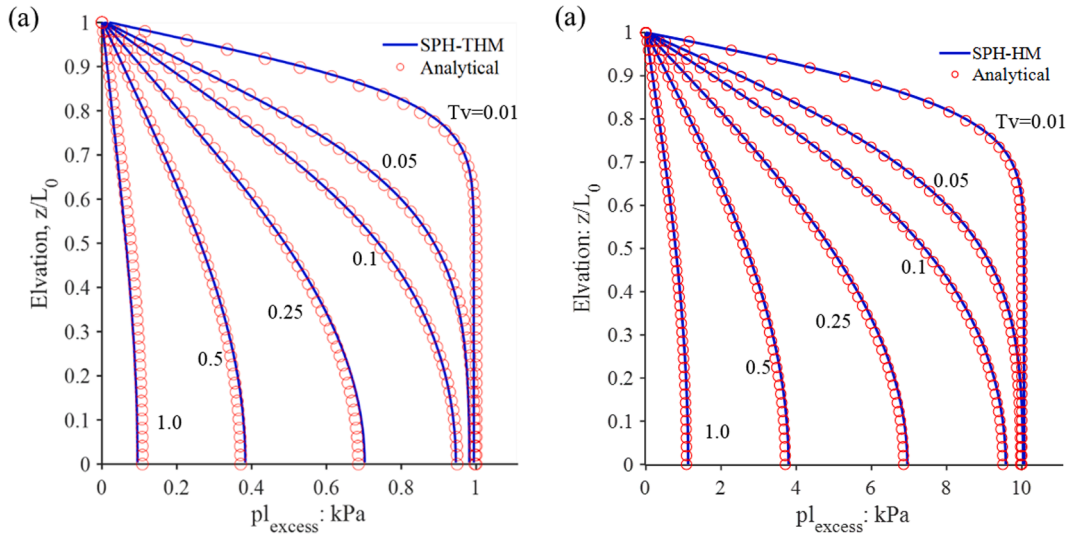 (a)
SPH-THM
Analytical
Tv=0.01
0.05
0.1
0.25
0.5
1.0
1
0.9
0.8
0.7
0.6
0.5
0.4
0.3
0.2
0.1
0
Elvation, z/L0
0 0.2 0.4 0.6 0.8 1
pl_excess: kPa
(a)
SPH-HM
Analytical
Tv=0.01
0.05
0.1
0.25
0.5
1.0
1
0.9
0.8
0.7
0.6
0.5
0.4
0.3
0.2
0.1
0
Elvation: z/L0
0 2 4 6 8 10
pl_excess: kPa